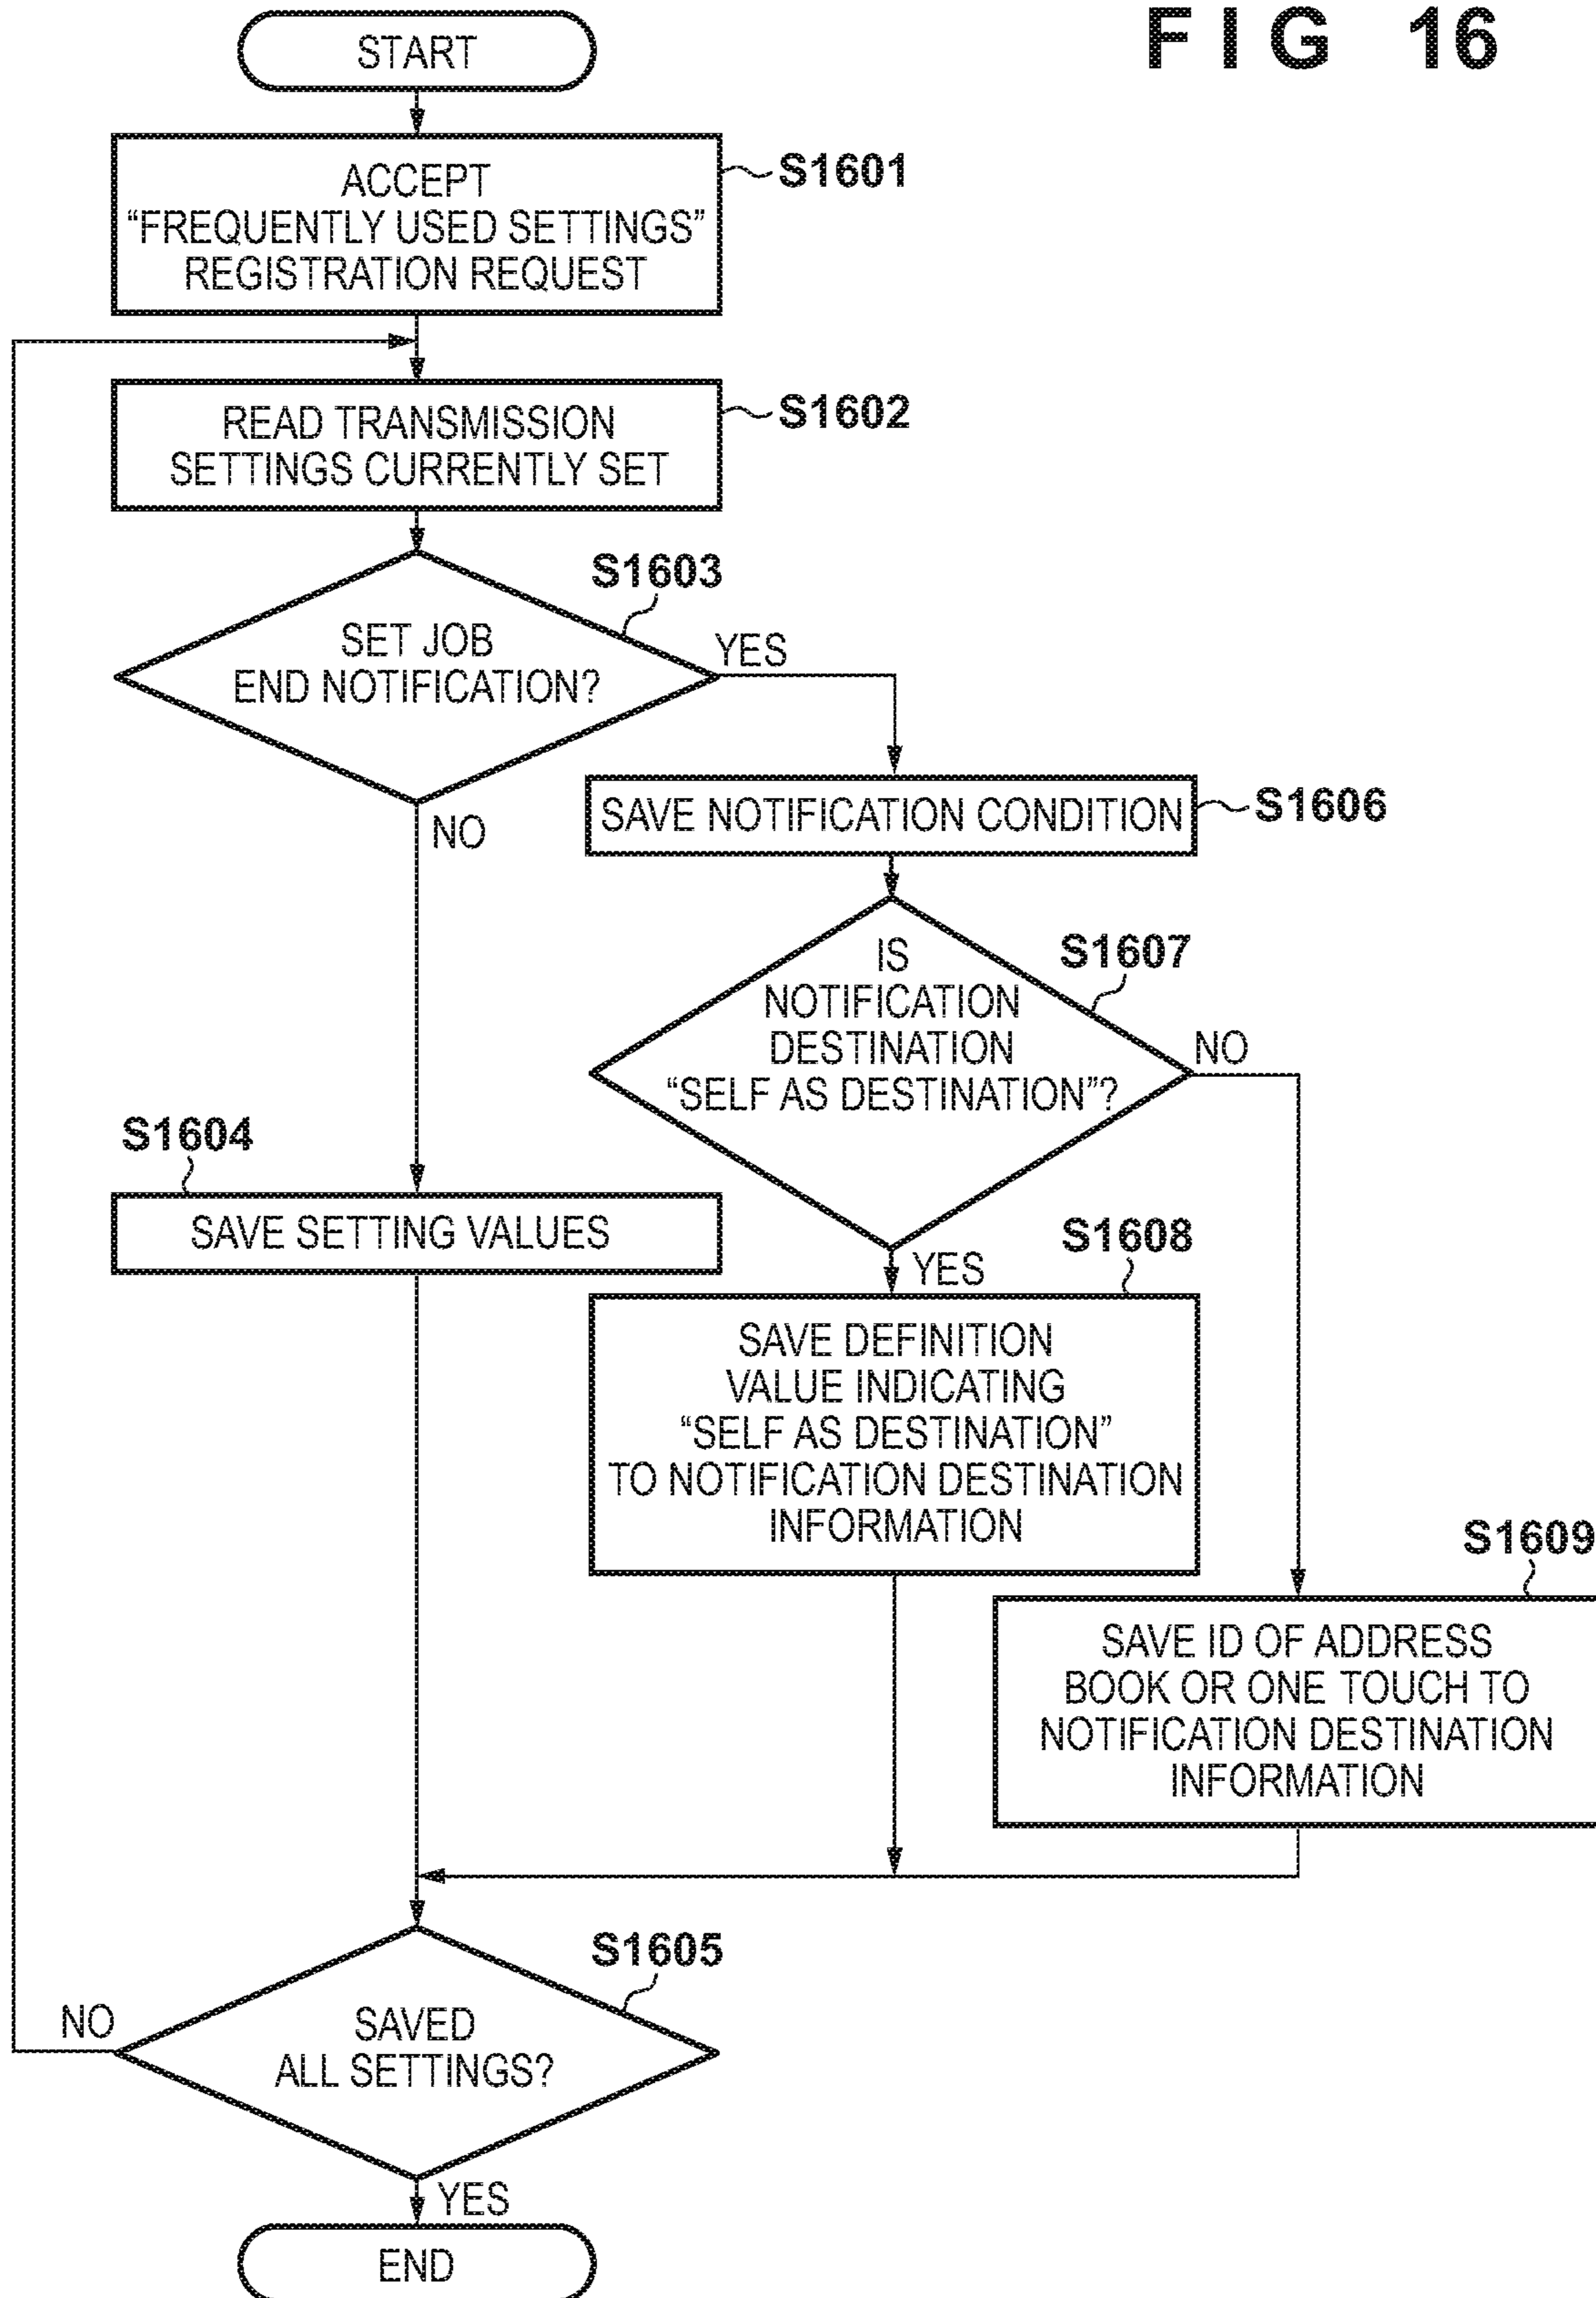 FIG 16
START
ACCEPT
“FREQUENTLY USED SETTINGS”
REGISTRATION REQUEST
S1601
READ TRANSMISSION
SETTINGS CURRENTLY SET
S1602
S1603
SET JOB
END NOTIFICATION?
YES
NO
SAVE NOTIFICATION CONDITION
S1606
IS
NOTIFICATION
DESTINATION
“SELF AS DESTINATION”?
S1607
NO
YES
S1604
SAVE SETTING VALUES
S1608
SAVE DEFINITION
VALUE INDICATING
“SELF AS DESTINATION”
TO NOTIFICATION DESTINATION
INFORMATION
S1609
SAVE ID OF ADDRESS
BOOK OR ONE TOUCH TO
NOTIFICATION DESTINATION
INFORMATION
S1605
SAVED
ALL SETTINGS?
NO
YES
END